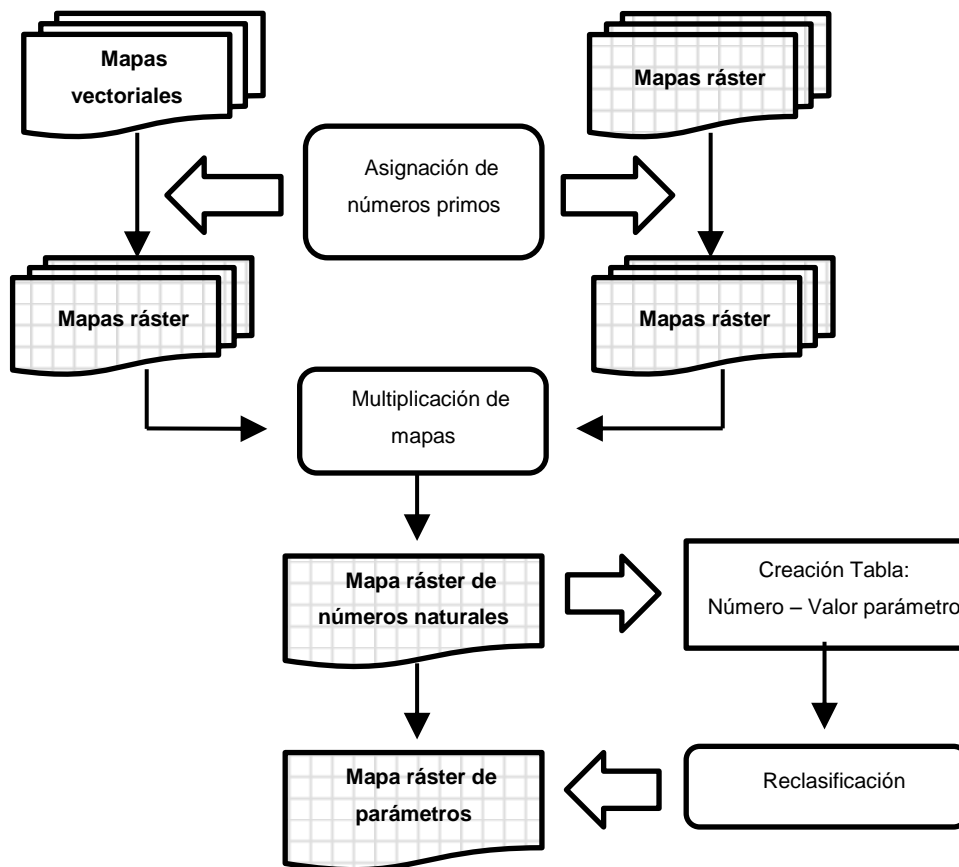 Mapas
vectoriales
Mapas ráster
Asignación de
números primos
Mapas ráster
Mapas ráster
Multiplicación de
mapas
Mapa ráster de
números naturales
Creación Tabla:
Número – Valor parámetro
Mapa ráster de
parámetros
Reclasificación